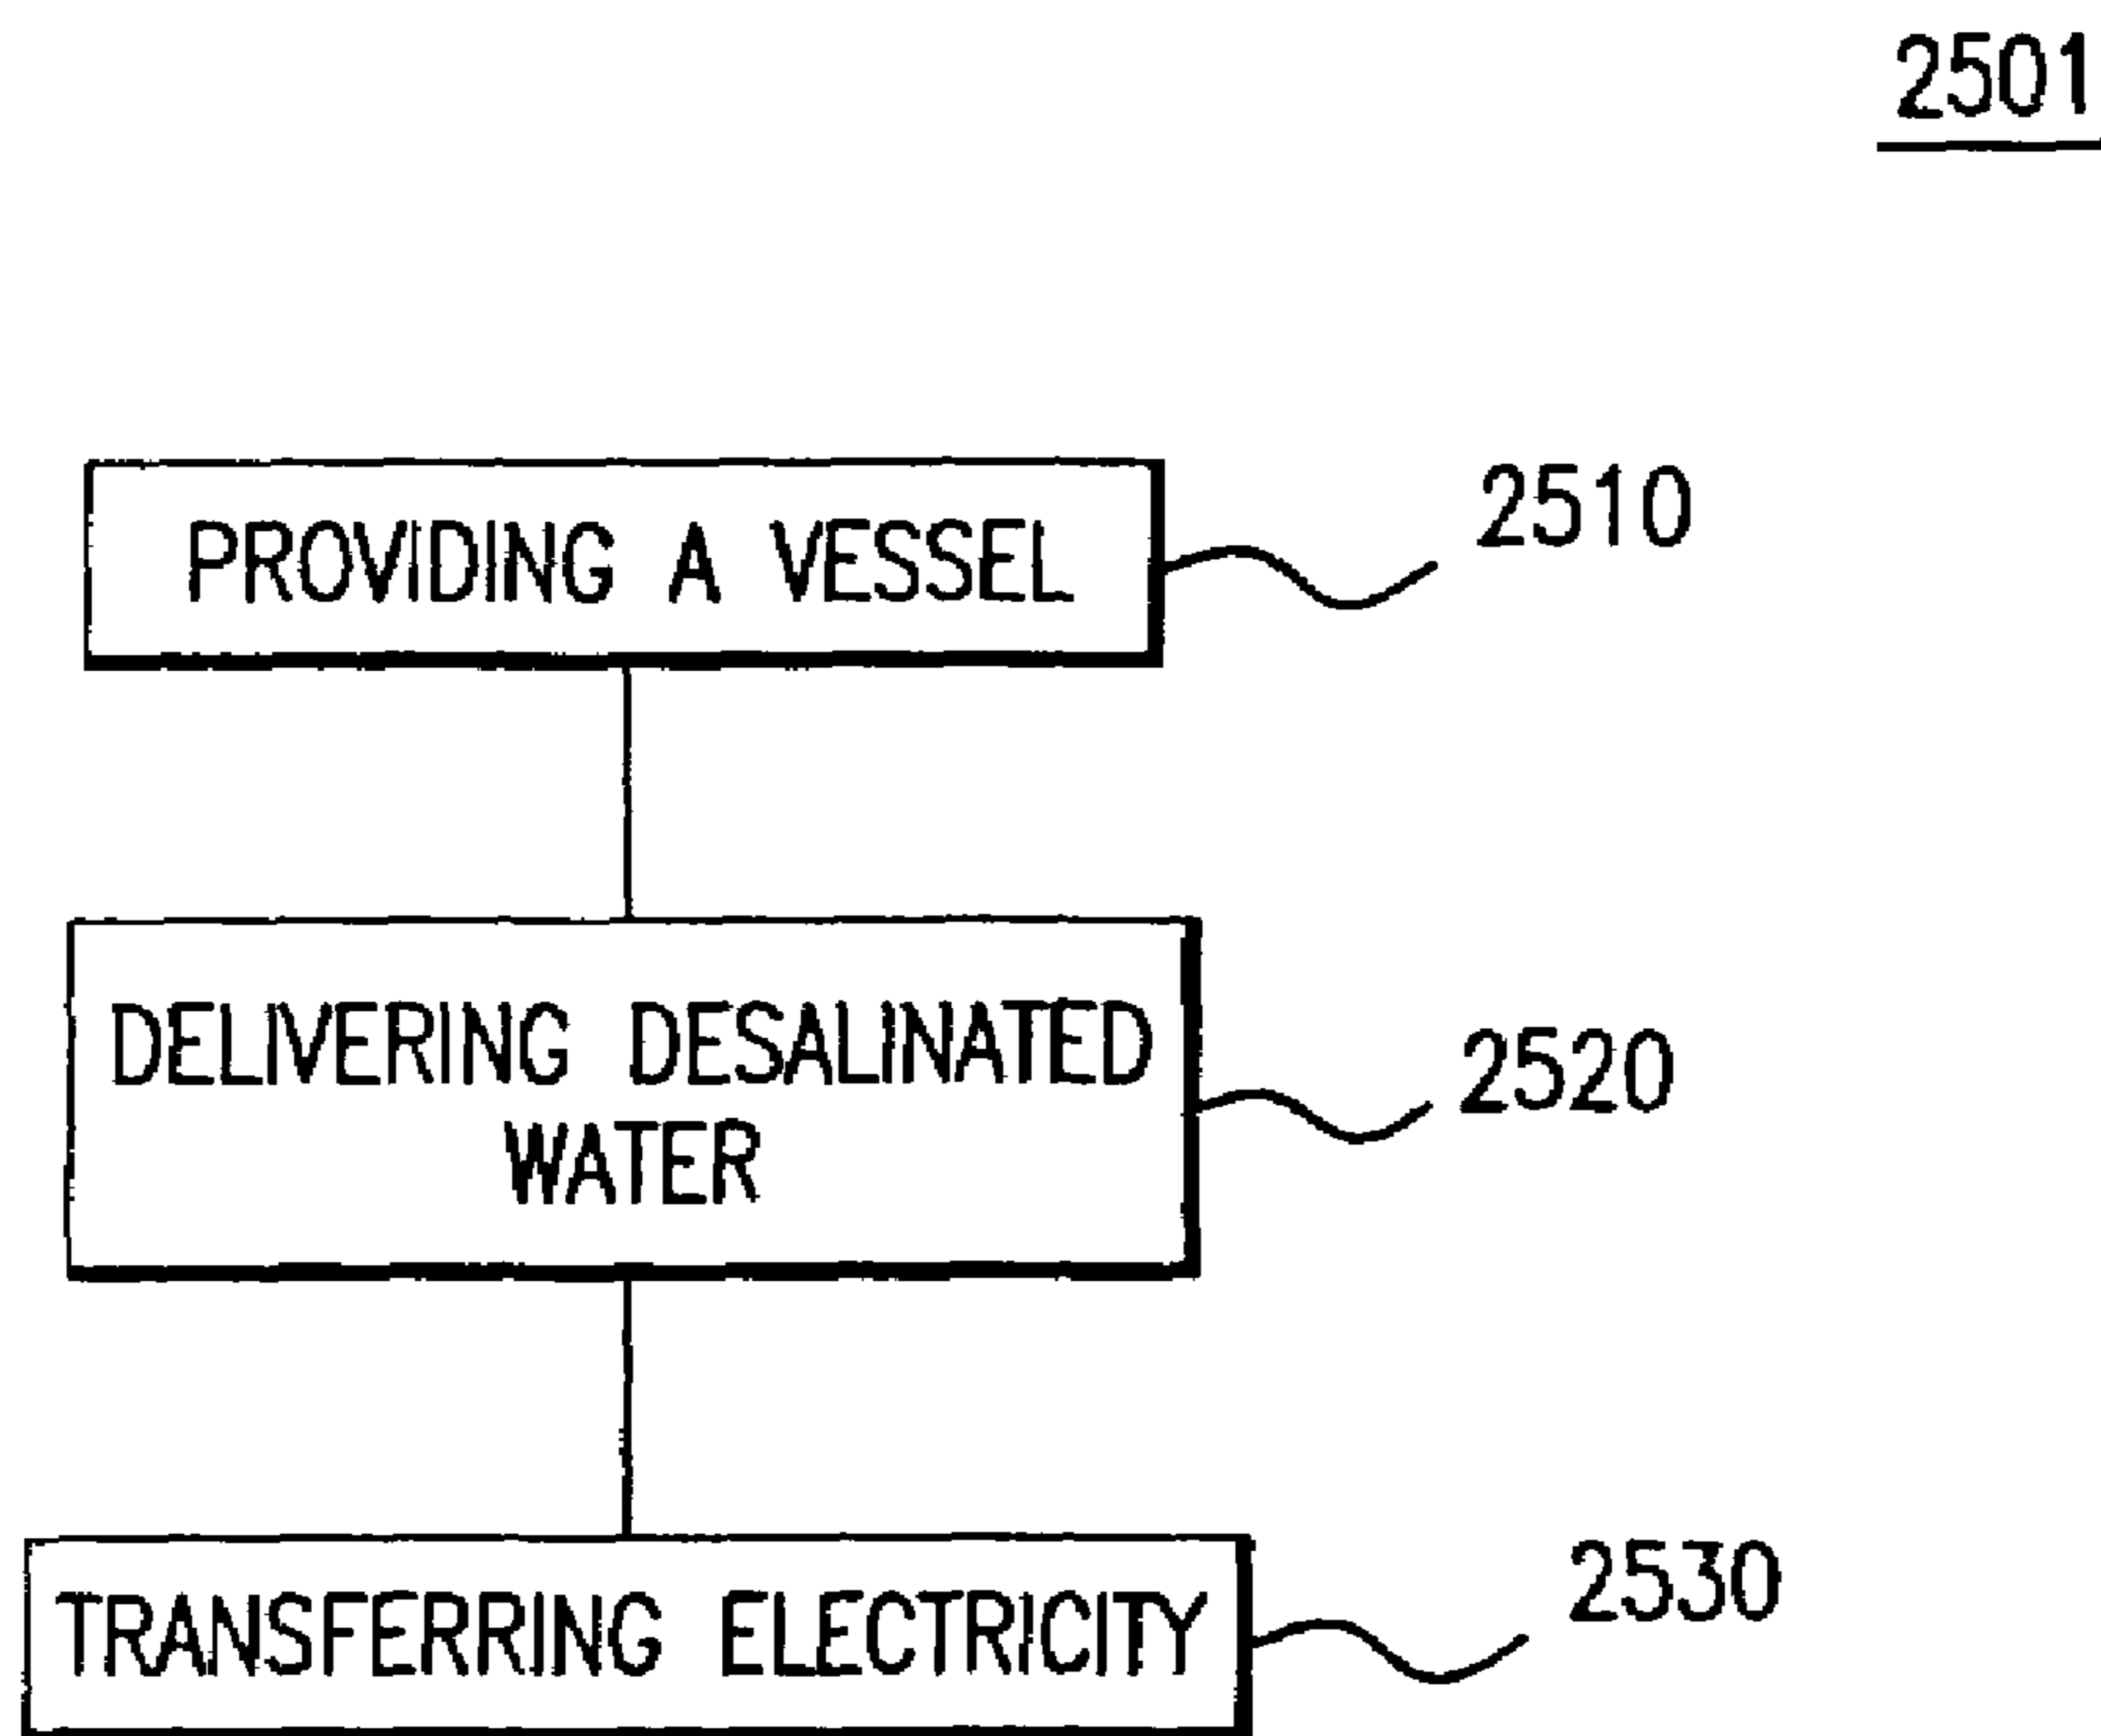 2501
PROVIDING A VESSEL
2510
DELIVERING DESALINATED
WATER
2520
TRANSFERRING ELECTRICITY
2530